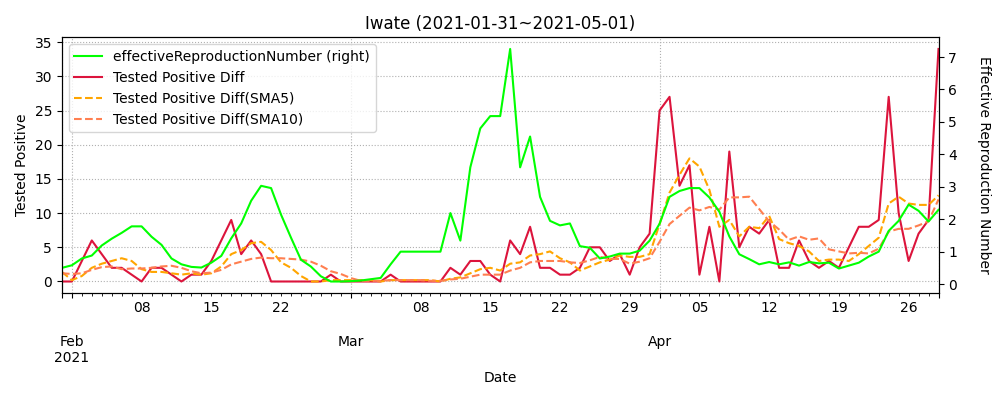 Iwate (2021-01-31~2021-05-01)
effectiveReproductionNumber (right)
Tested Positive Diff
Tested Positive Diff(SMA5)
Tested Positive Diff(SMA10)
Tested Positive
35
30
25
20
15
10
5
0
7
6
5
4
3
2
1
0
Effective Reproduction Number
08
15
22
08
15
22
29
05
12
19
26
Feb
2021
Mar
Apr
Date